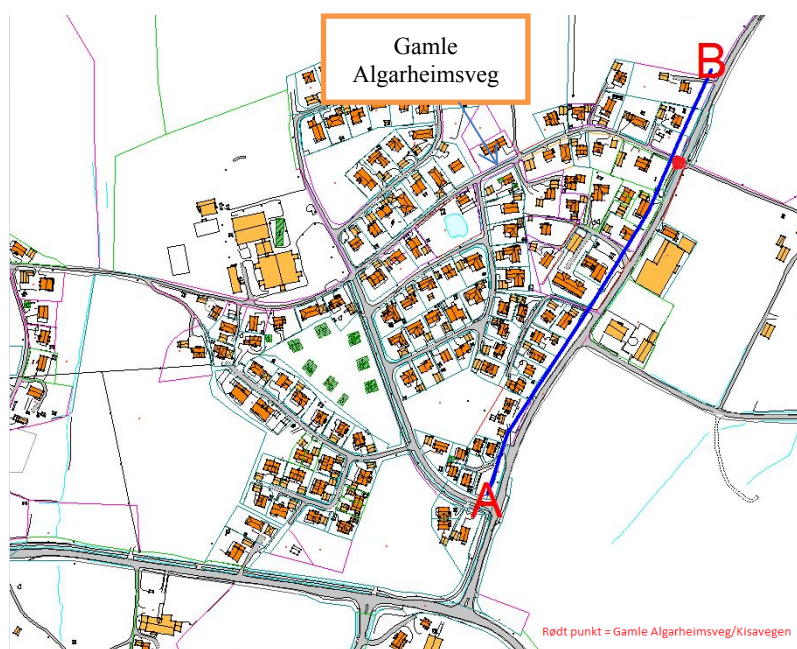 Gamle
Algarheimsveg
B
A
Rødt punkt = Gamle Algarheimsveg/Kisavegen